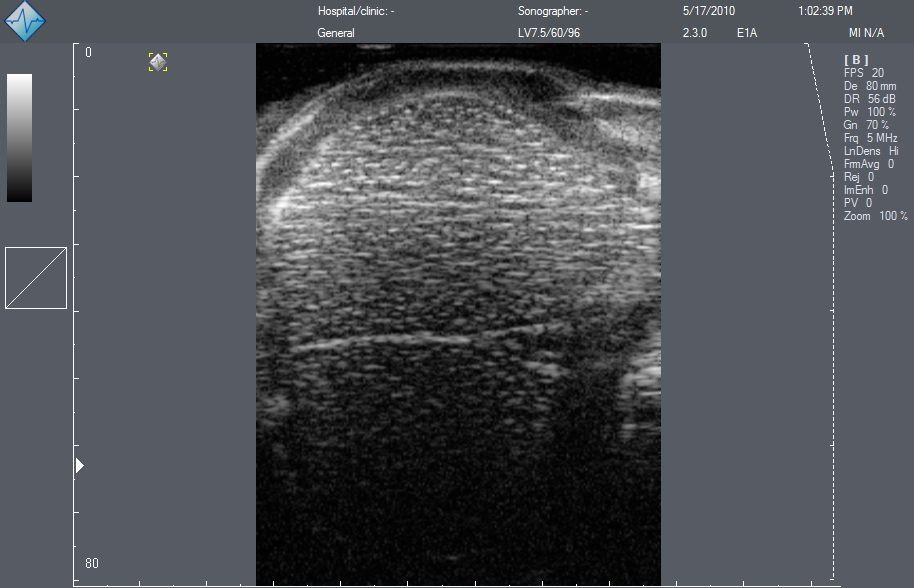 Hospital/clinic: - Sonographer: - 5/17/2010 1:02:39 PM
General LV7.5/60/96 2.3.0 E1A MI N/A
0
[ B ]
FPS 20
De 80 mm
DR 56 dB
Pw 100 %
Gn 70 %
Frq 5 MHz
LnDens Hi
FrmAvg 0
Rej 0
ImEnh 0
PV 0
Zoom 100 %
80